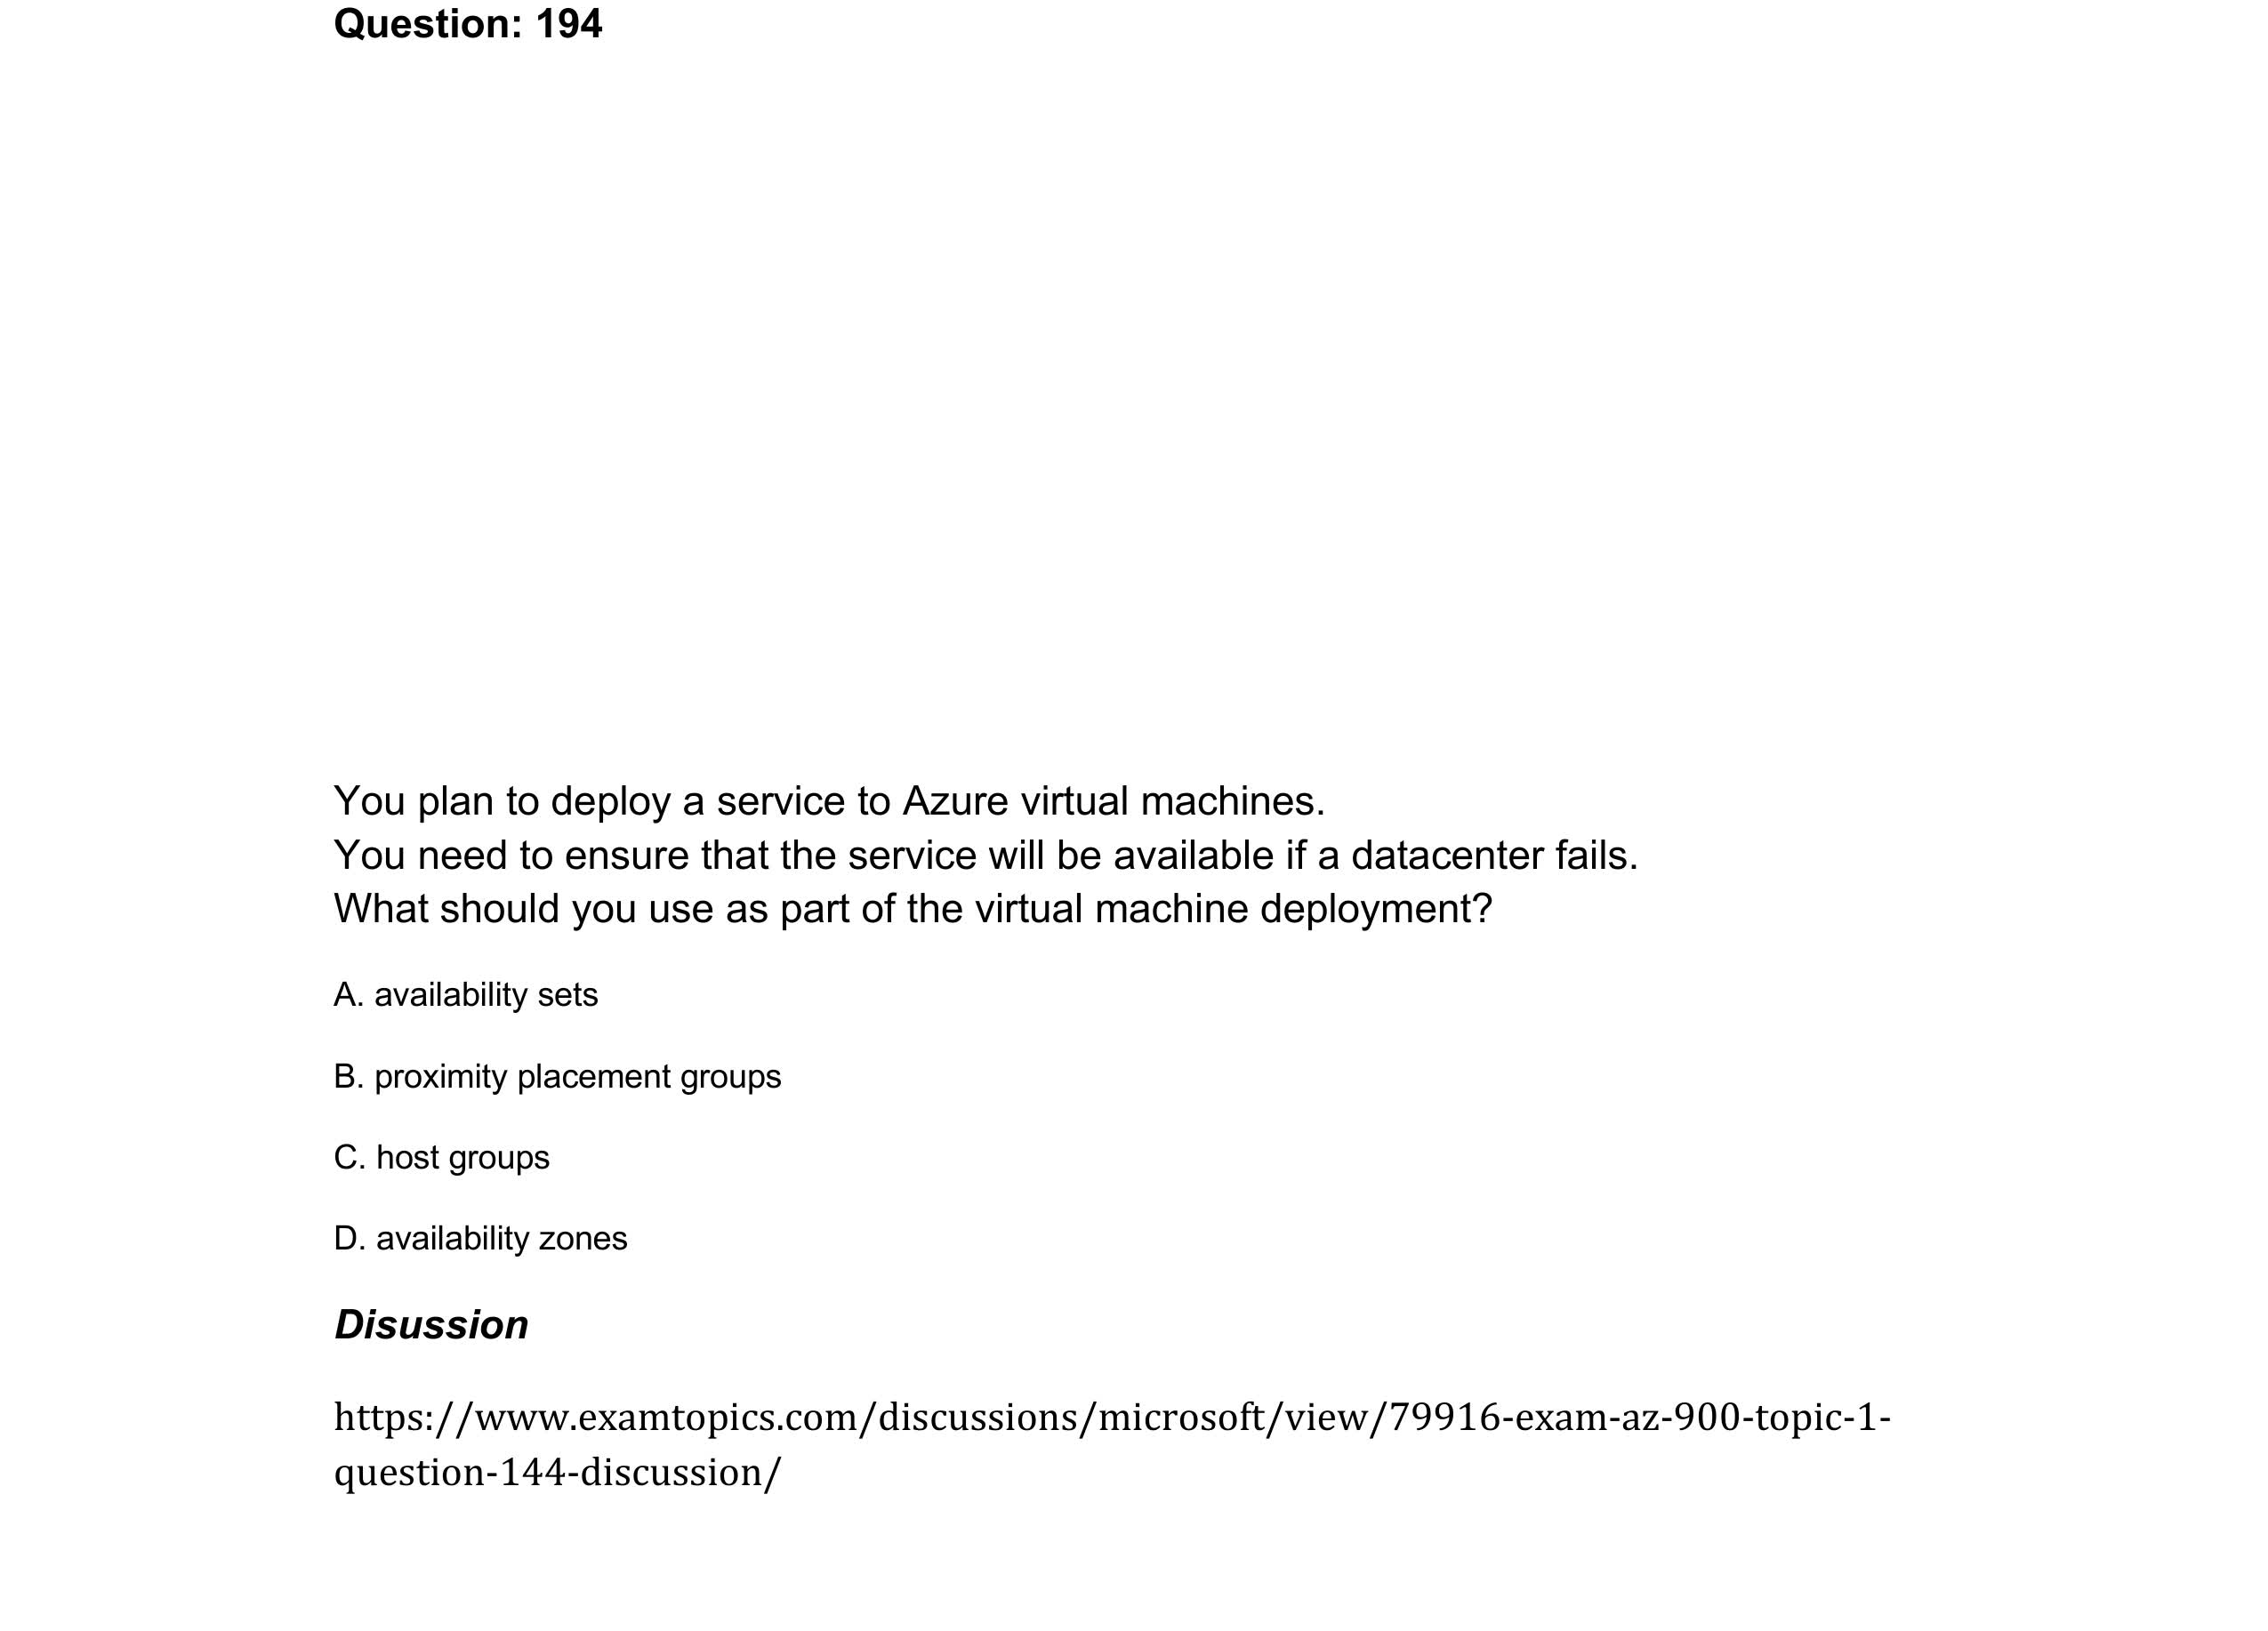 Question: 194
You plan to deploy a service to Azure virtual machines.
You need to ensure that the service will be available if a datacenter fails.
What should you use as part of the virtual machine deployment?
A. availability sets
B. proximity placement groups
C. host groups
D. availability zones
Disussion
https://www.examtopics.com/discussions/microsoft/view/79916-exam-az-900-topic-1-
question-144-discussion/